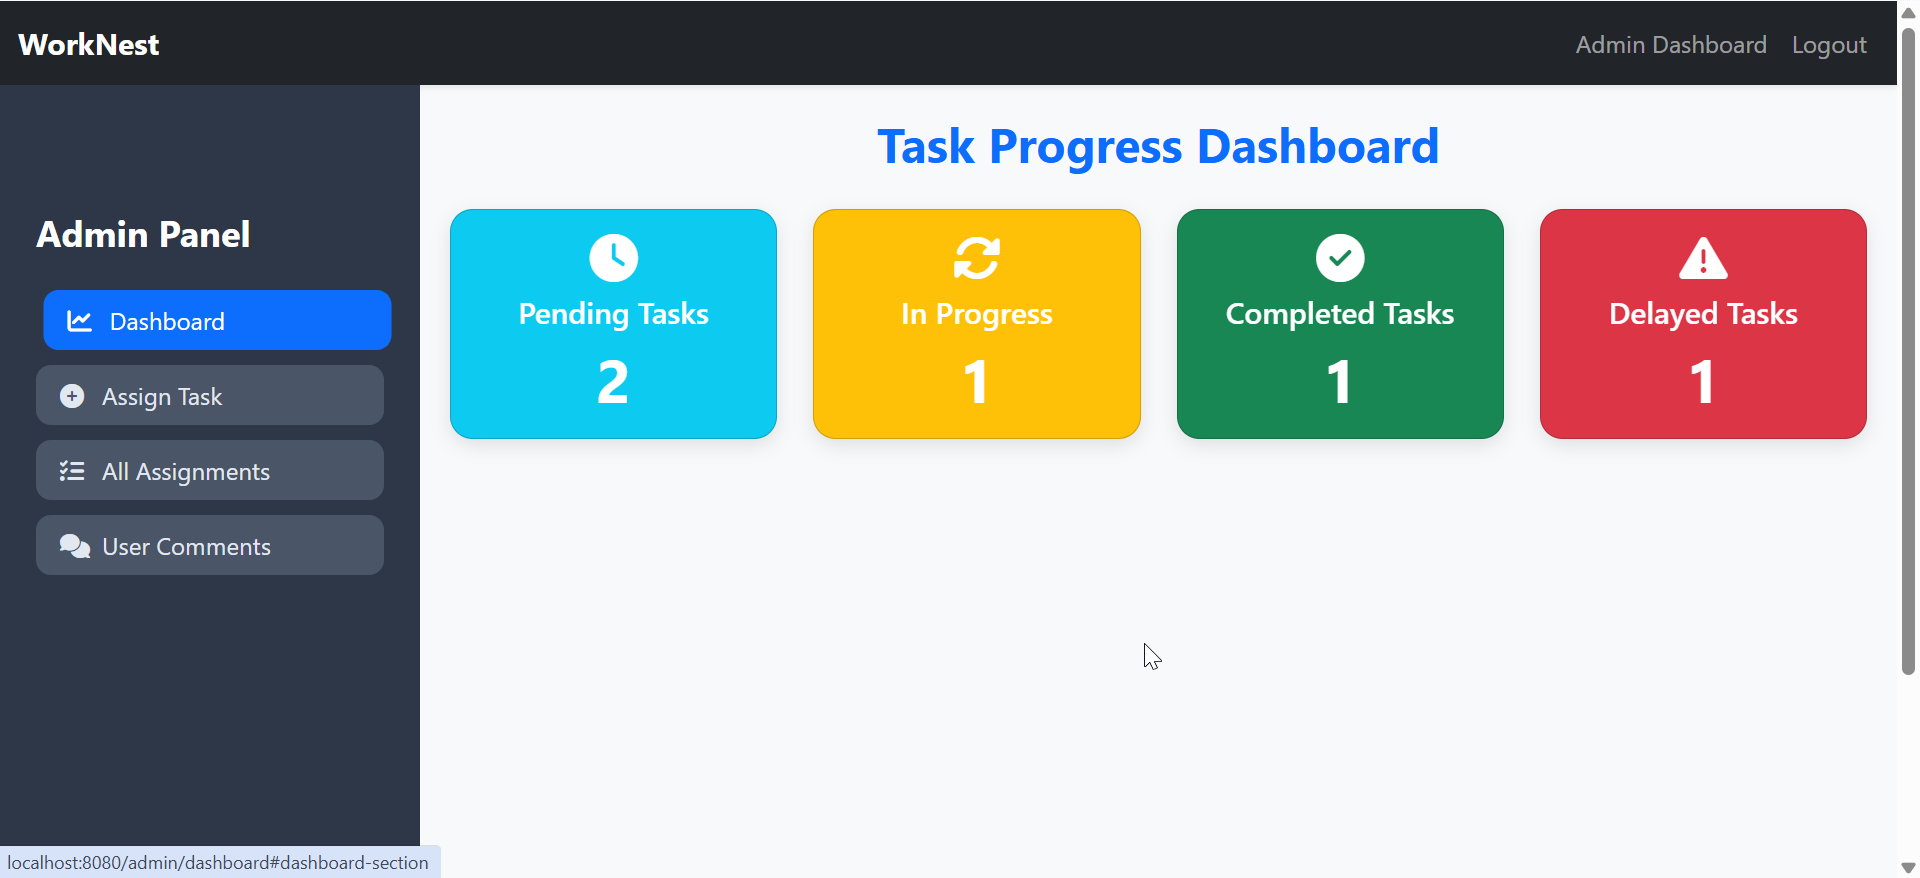 WorkNest
Admin Dashboard Logout
Admin Panel
Dashboard
Assign Task
All Assignments
User Comments
Task Progress Dashboard
Pending Tasks
2
In Progress
1
Completed Tasks
1
Delayed Tasks
1
localhost:8080/admin/dashboard#dashboard-section